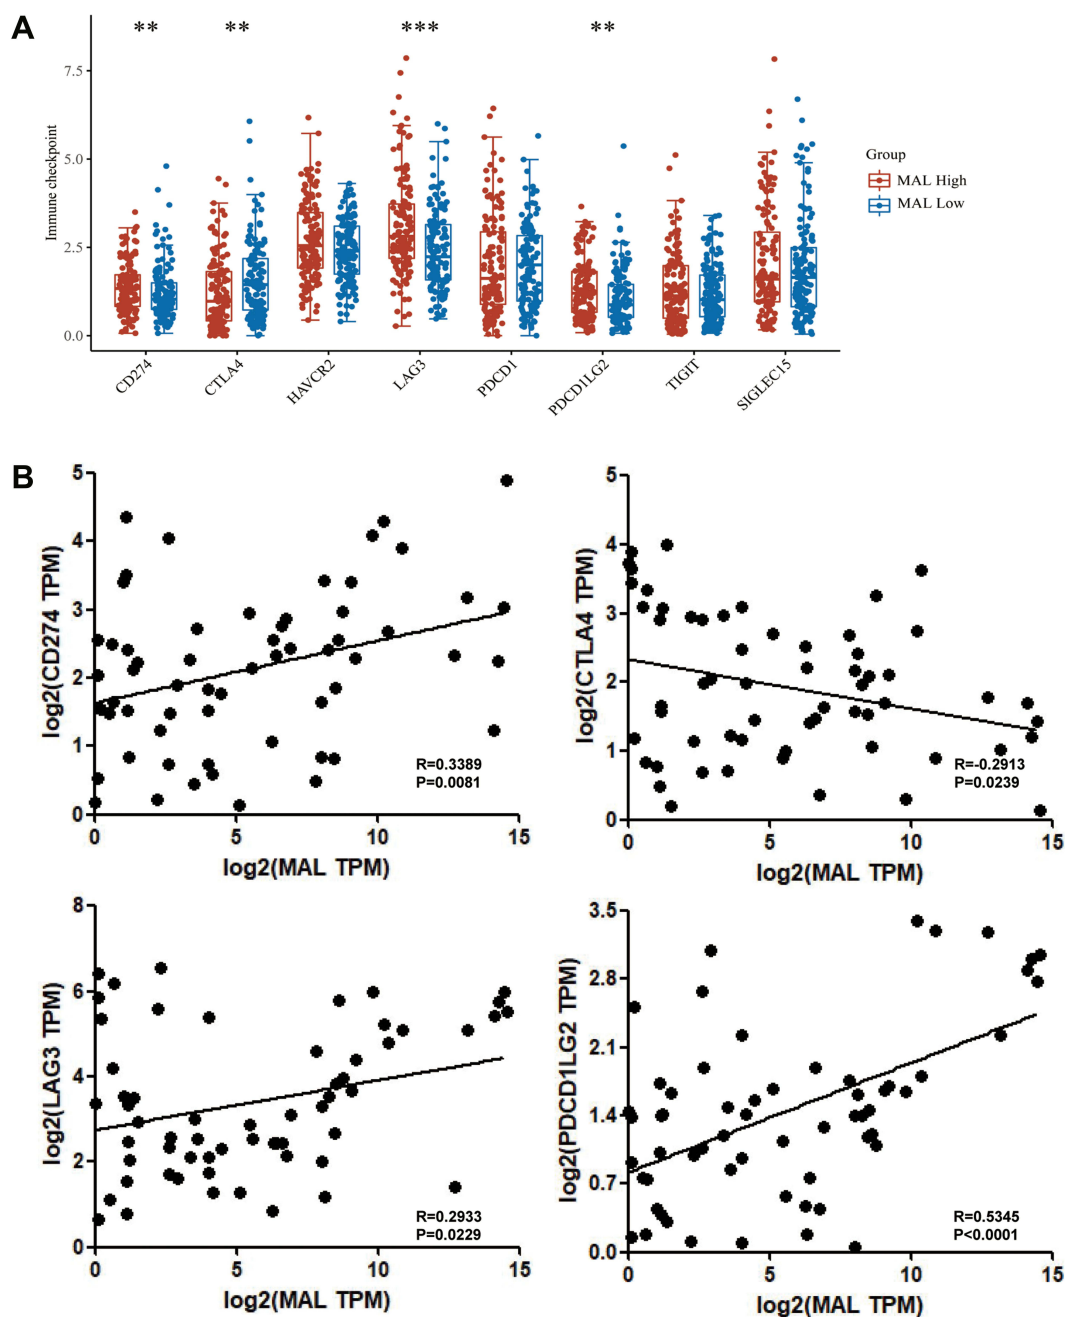 A
** ** *** **
Immune checkpoint
7.5
5.0
2.5
0.0
CD274 CTLA4 HAVCR2 LAG3 PDCD1 PDCD1LG2 TIGIT SIGLEC15
Group
MAL High
MAL Low
B
log2(CD274 TPM)
5
4
3
2
1
0
R=0.3389
P=0.0081
0 5 10 15
log2(MAL TPM)
log2(CTLA4 TPM)
5
4
3
2
1
0
R=-0.2913
P=0.0239
0 5 10 15
log2(MAL TPM)
log2(LAG3 TPM)
8
6
4
2
0
R=0.2933
P=0.0229
0 5 10 15
log2(MAL TPM)
log2(PDCD1LG2 TPM)
3.5
2.8
2.1
1.4
0.7
0.0
R=0.5345
P<0.0001
0 5 10 15
log2(MAL TPM)